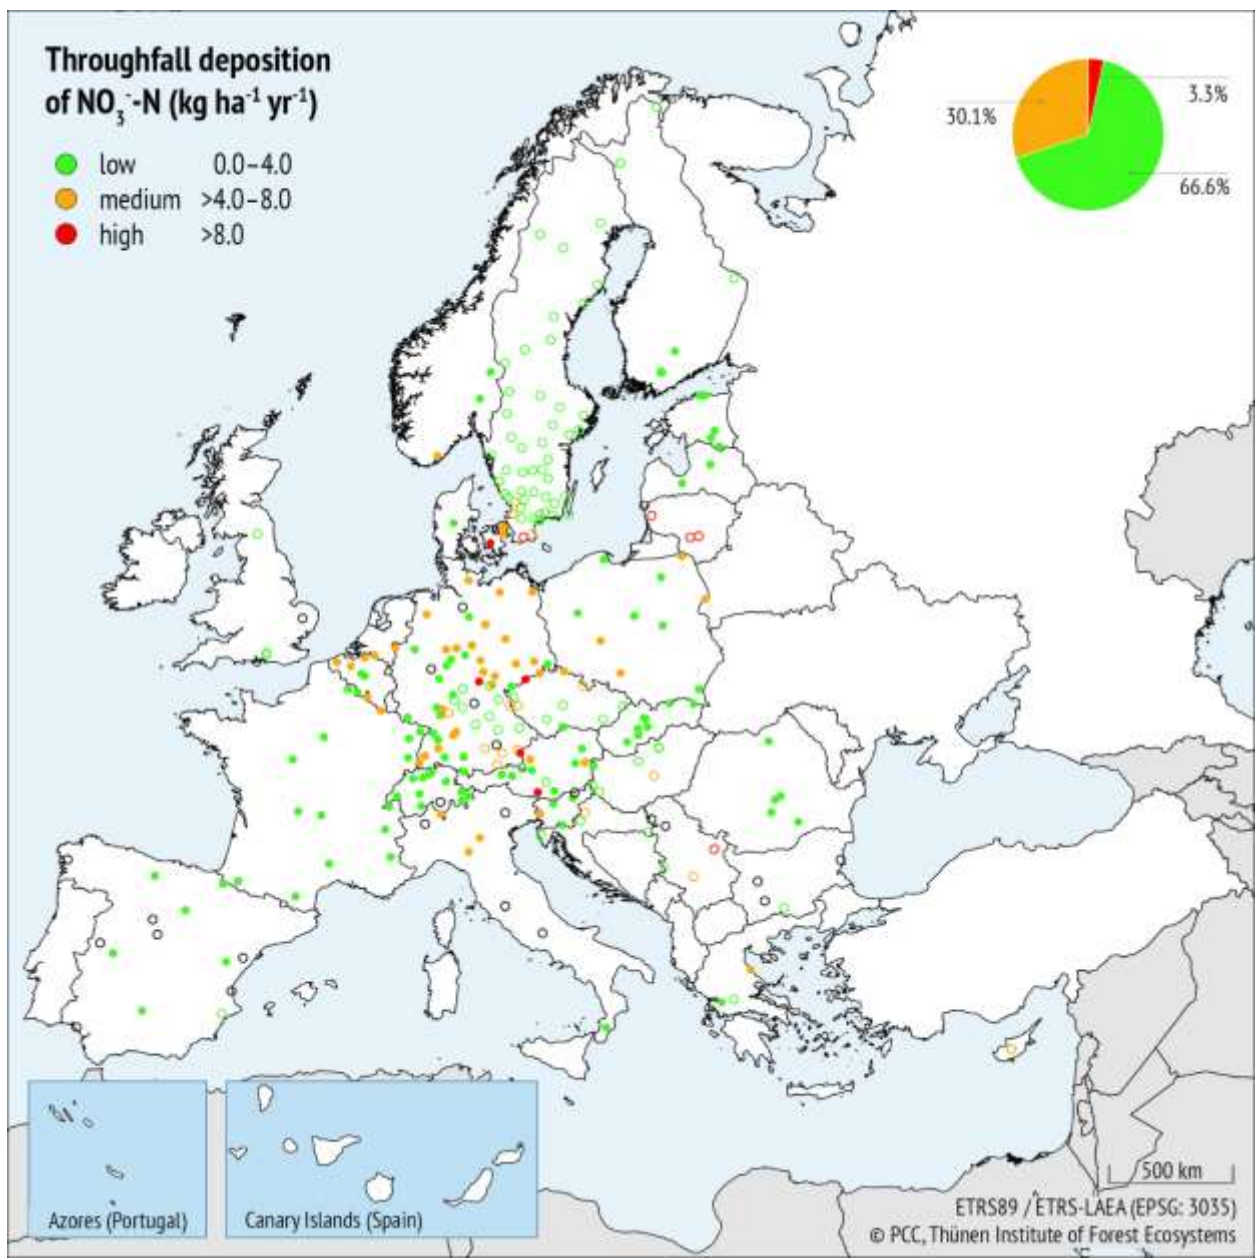 Throughfall deposition
of NO₃⁻-N (kg ha⁻¹ yr⁻¹)
low 0.0–4.0
medium >4.0–8.0
high >8.0
3.3%
30.1%
66.6%
Azores (Portugal)
Canary Islands (Spain)
500 km
ETRS89 / ETRS-LAEA (EPSG: 3035)
© PCC, Thünen Institute of Forest Ecosystems